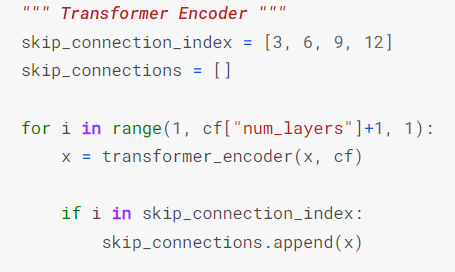 """ Transformer Encoder """
skip_connection_index = [3, 6, 9, 12]
skip_connections = []

for i in range(1, cf["num_layers"]+1, 1):
    x = transformer_encoder(x, cf)

    if i in skip_connection_index:
        skip_connections.append(x)